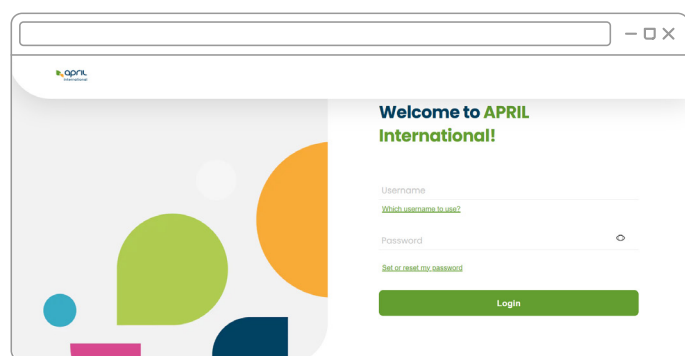 april
international
Welcome to APRIL
International!
Username
Which username to use?
Password
Set or reset my password
Login